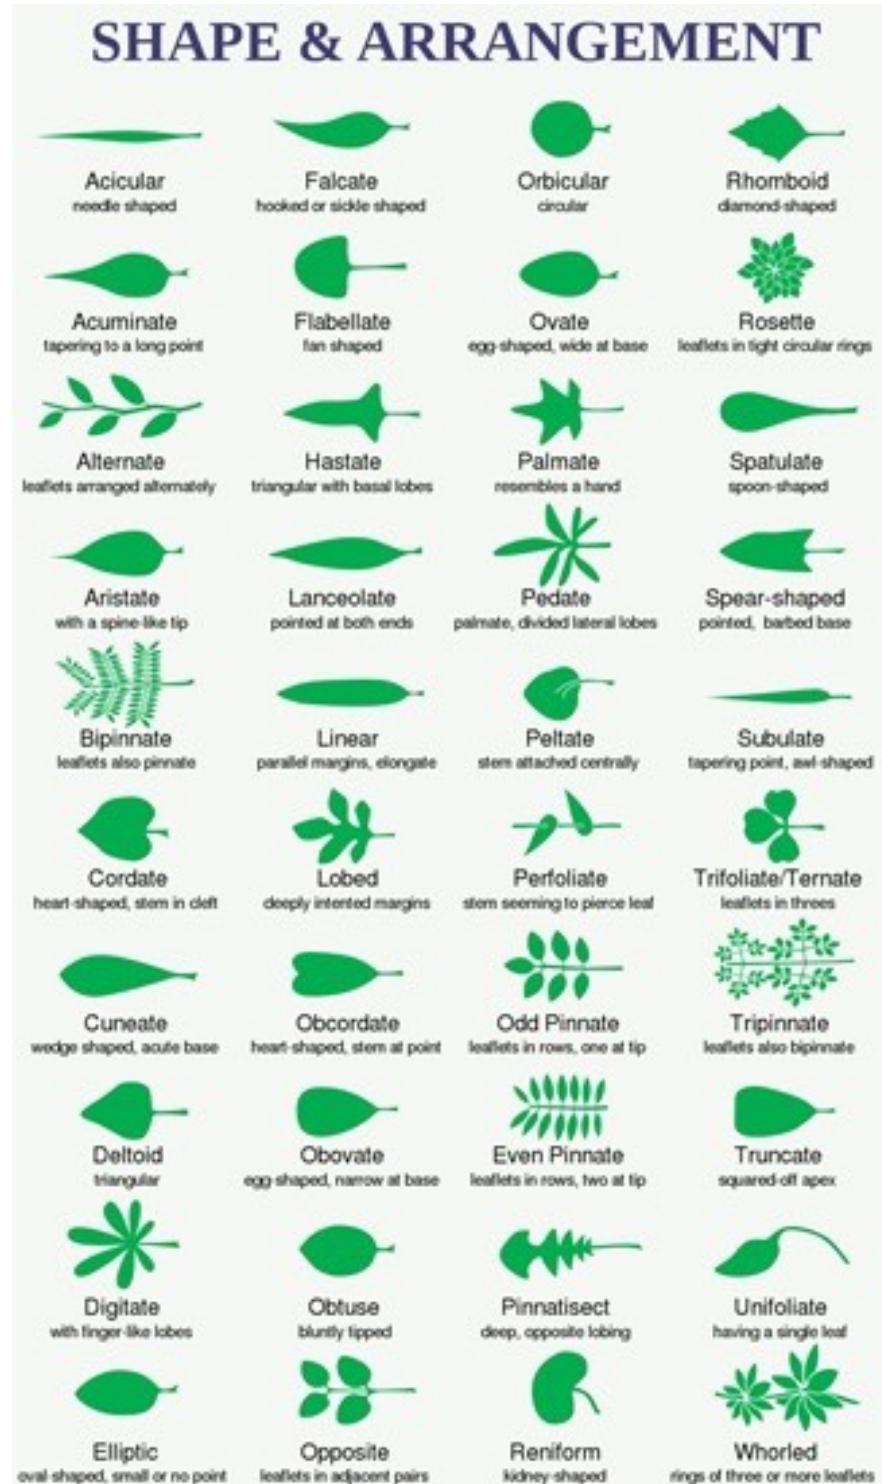 SHAPE & ARRANGEMENT
Acicular
needle shaped
Falcate
hooked or sickle shaped
Orbicular
circular
Rhomboid
diamond-shaped
Acuminate
tapering to a long point
Flabellate
fan shaped
Ovate
egg-shaped, wide at base
Rosette
leaflets in tight circular rings
Alternate
leaflets arranged alternately
Hastate
triangular with basal lobes
Palmate
resembles a hand
Spatulate
spoon-shaped
Aristate
with a spine-like tip
Lanceolate
pointed at both ends
Pedate
palmate, divided lateral lobes
Spear-shaped
pointed, barbed base
Bipinnate
leaflets also pinnate
Linear
parallel margins, elongate
Peltate
stem attached centrally
Subulate
tapering point, awl-shaped
Cordate
heart-shaped, stem in cleft
Lobed
deeply intented margins
Perfoliate
stem seeming to pierce leaf
Trifoliate/Ternate
leaflets in threes
Cuneate
wedge shaped, acute base
Obcordate
heart-shaped, stem at point
Odd Pinnate
leaflets in rows, one at tip
Tripinnate
leaflets also bipinnate
Deltoid
triangular
Obovate
egg-shaped, narrow at base
Even Pinnate
leaflets in rows, two at tip
Truncate
squared-off apex
Digitate
with finger-like lobes
Obtuse
bluntly tipped
Pinnatisect
deep, opposite lobing
Unifoliate
having a single leaf
Elliptic
oval-shaped, small or no point
Opposite
leaflets in adjacent pairs
Reniform
kidney-shaped
Whorled
rings of three or more leaflets